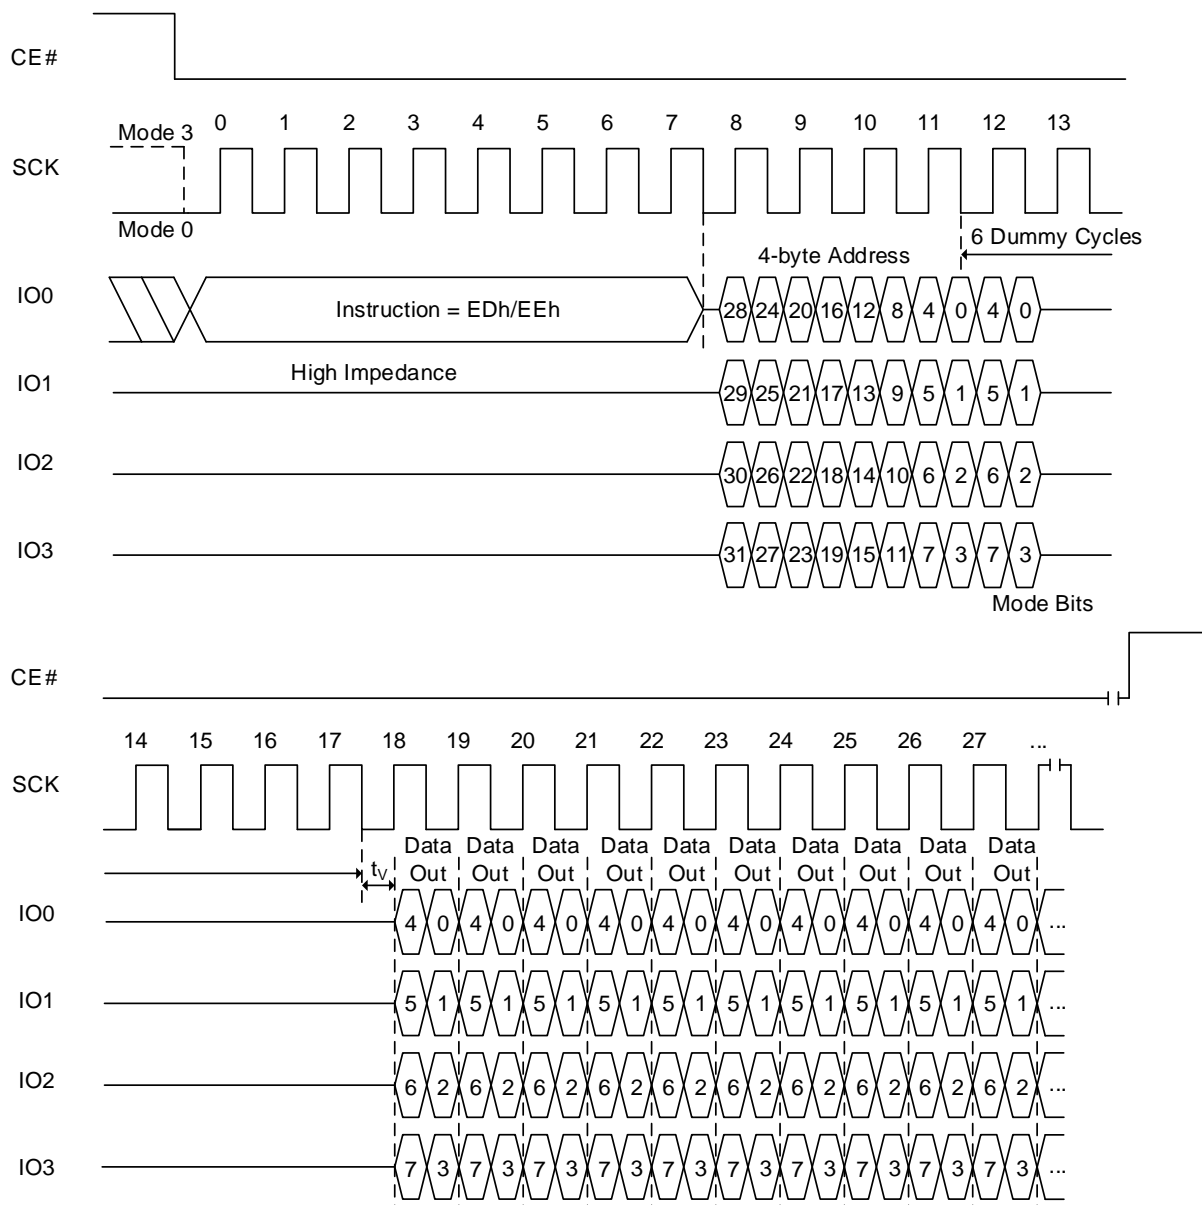 CE#
Mode 3 0 1 2 3 4 5 6 7 8 9 10 11 12 13
SCK
Mode 0
4-byte Address 6 Dummy Cycles
IO0 Instruction = EDh/EEh 28 24 20 16 12 8 4 0 4 0
IO1 High Impedance 29 25 21 17 13 9 5 1 5 1
IO2 30 26 22 18 14 10 6 2 6 2
IO3 31 27 23 19 15 11 7 3 7 3
Mode Bits
CE#
14 15 16 17 18 19 20 21 22 23 24 25 26 27 ...
SCK
Data Data Data Data Data Data Data Data Data Data
tV Out Out Out Out Out Out Out Out Out Out
IO0 4 0 4 0 4 0 4 0 4 0 4 0 4 0 4 0 4 0 4 0 ...
IO1 5 1 5 1 5 1 5 1 5 1 5 1 5 1 5 1 5 1 5 1 ...
IO2 6 2 6 2 6 2 6 2 6 2 6 2 6 2 6 2 6 2 6 2 ...
IO3 7 3 7 3 7 3 7 3 7 3 7 3 7 3 7 3 7 3 7 3 ...